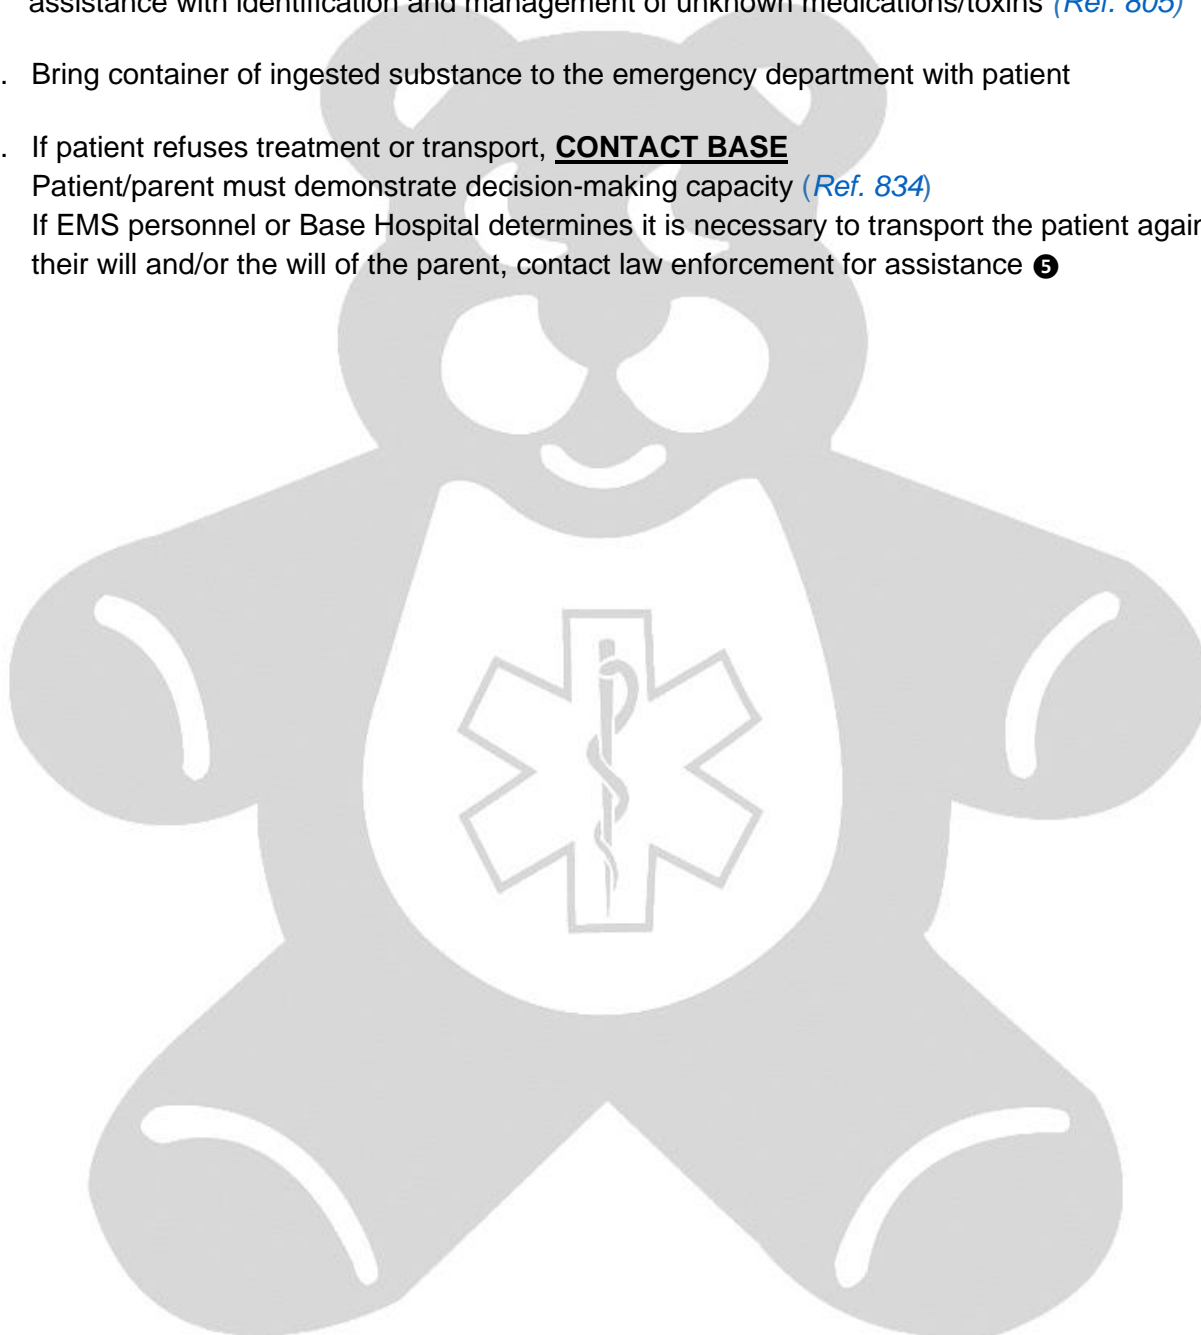 assistance with identification and management of unknown medications/toxins (Ref. 805)
. Bring container of ingested substance to the emergency department with patient
. If patient refuses treatment or transport, CONTACT BASE
Patient/parent must demonstrate decision-making capacity (Ref. 834)
If EMS personnel or Base Hospital determines it is necessary to transport the patient again
their will and/or the will of the parent, contact law enforcement for assistance ❺